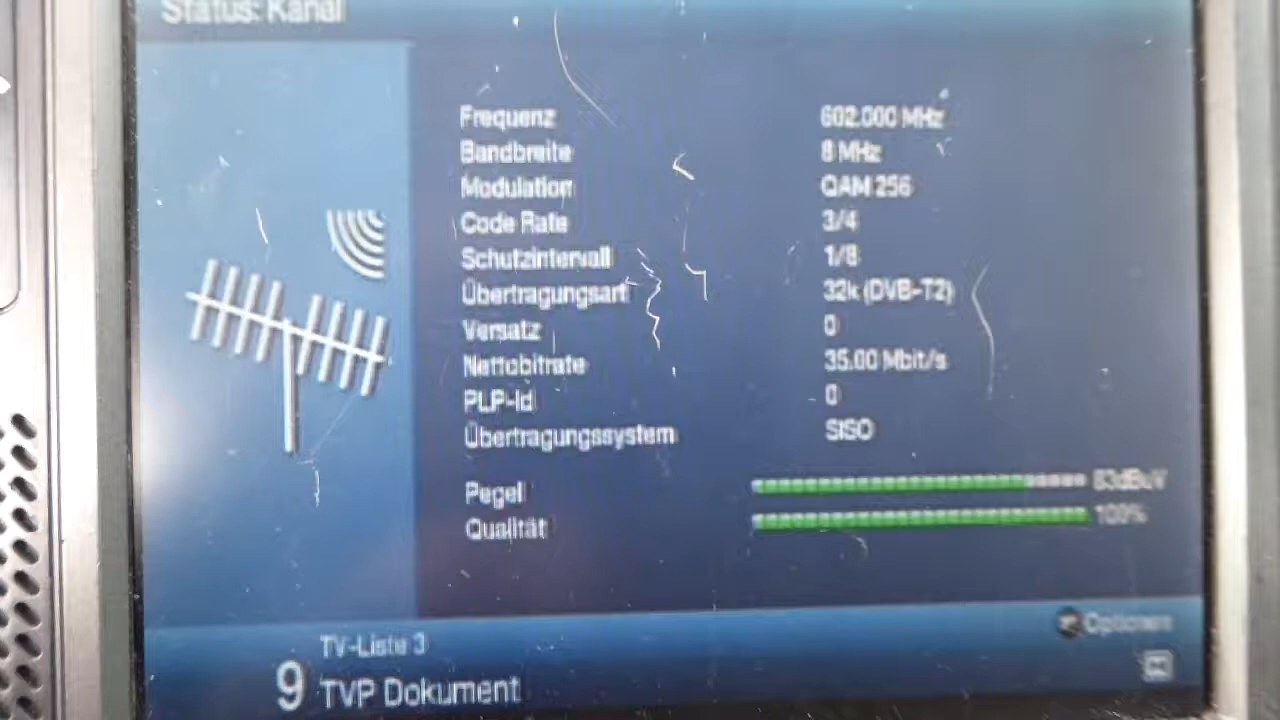 Status: Kanal
Frequenz 602.000 MHz
Bandbreite 8 MHz
Modulation QAM 256
Code Rate 3/4
Schutzintervall 1/8
Übertragungsart 32k (DVB-T2)
Versatz 0
Nettobitrate 35.00 Mbit/s
PLP-Id 0
Übertragungssystem SISO
Pegel
Qualität 100%
Optionen
TV-Liste 3
9 TVP Dokument